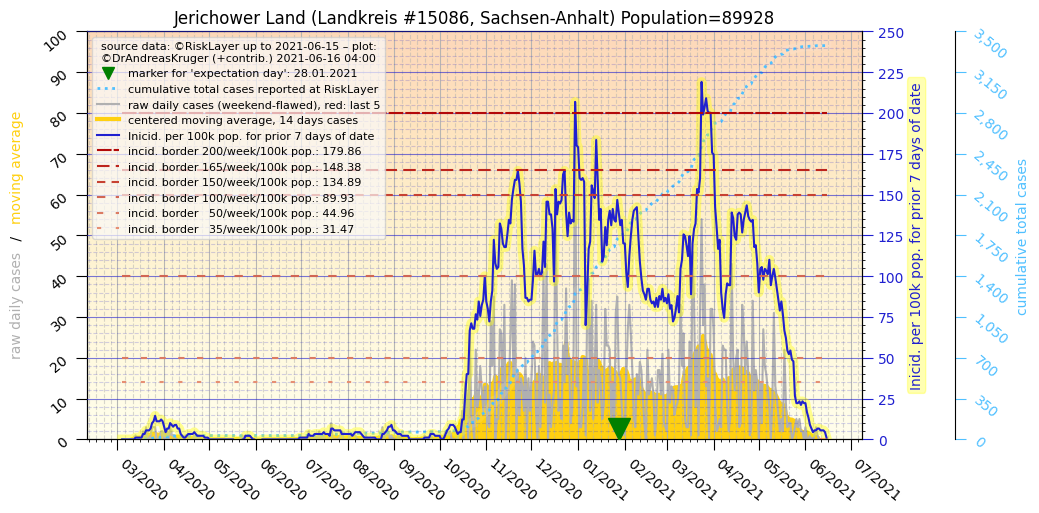 Jerichower Land (Landkreis #15086, Sachsen-Anhalt) Population=89928
source data: ©RiskLayer up to 2021-06-15 – plot:
©DrAndreasKruger (+contrib.) 2021-06-16 04:00
marker for 'expectation day': 28.01.2021
cumulative total cases reported at RiskLayer
raw daily cases (weekend-flawed), red: last 5
centered moving average, 14 days cases
Inicid. per 100k pop. for prior 7 days of date
incid. border 200/week/100k pop.: 179.86
incid. border 165/week/100k pop.: 148.38
incid. border 150/week/100k pop.: 134.89
incid. border 100/week/100k pop.: 89.93
incid. border 50/week/100k pop.: 44.96
incid. border 35/week/100k pop.: 31.47
raw daily cases / moving average
100
90
80
70
60
50
40
30
20
10
0
03/2020
04/2020
05/2020
06/2020
07/2020
08/2020
09/2020
10/2020
11/2020
12/2020
01/2021
02/2021
03/2021
04/2021
05/2021
06/2021
07/2021
250
225
200
175
150
125
100
75
50
25
0
Inicid. per 100k pop. for prior 7 days of date
3,500
3,150
2,800
2,450
2,100
1,750
1,400
1,050
700
350
0
cumulative total cases